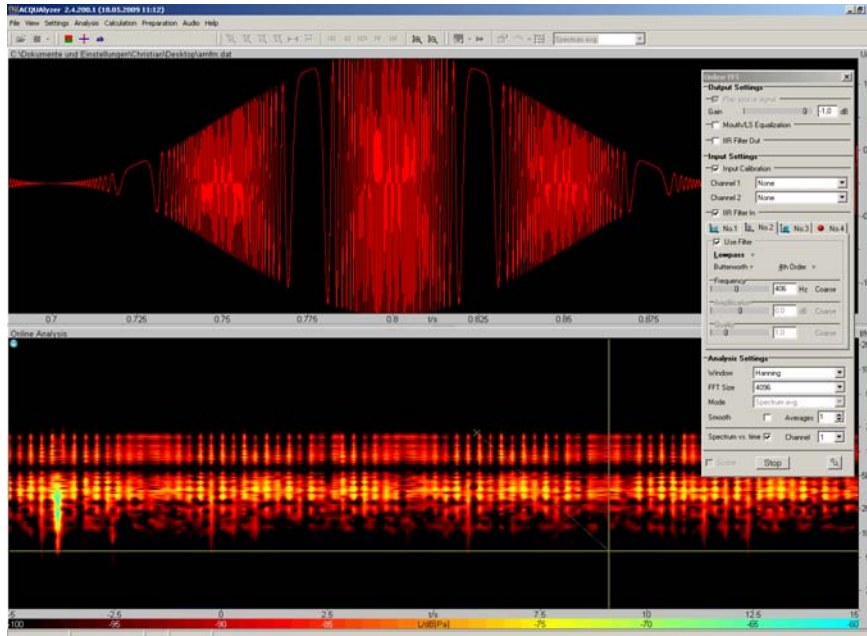 ACQUAlyzer 2.4.200.1 (18.05.2009 11:12)
File View Settings Analysis Calculation Preparation Audio Help
Spectrum avg.
C:\Dokumente und Einstellungen\Christian\Desktop\amfm.dat
0.7 0.725 0.75 0.775 0.8 t/s 0.825 0.85 0.875
Online Analysis
-5 -2.5 0 2.5 t/s 7.5 10 12.5 15
-100 -95 -90 -85 L/dB[Pa] -75 -70 -65 -60
Online FFT
Output Settings
Play source signal
Gain -1.0 dB
Mouth/LS Equalization
IIR Filter Out
Input Settings
Input Calibration
Channel 1 None
Channel 2 None
IIR Filter In
No.1 No.2 No.3 No.4
Use Filter
Lowpass
Butterworth 4th Order
Frequency
406 Hz Coarse
Amplification
0.0 dB Coarse
Quality
1.0 Coarse
Analysis Settings
Window Hanning
FFT Size 4096
Mode Spectrum avg.
Smooth Averages 1
Spectrum vs. time Channel 1
Stop